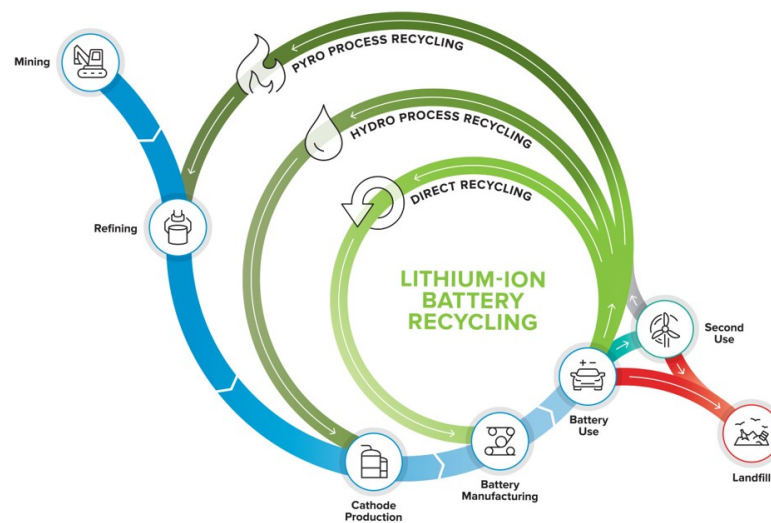 Mining
PYRO PROCESS RECYCLING
HYDRO PROCESS RECYCLING
DIRECT RECYCLING
Refining
LITHIUM-ION
BATTERY
RECYCLING
Second
Use
+ −
Battery
Use
Landfill
Battery
Manufacturing
Cathode
Production